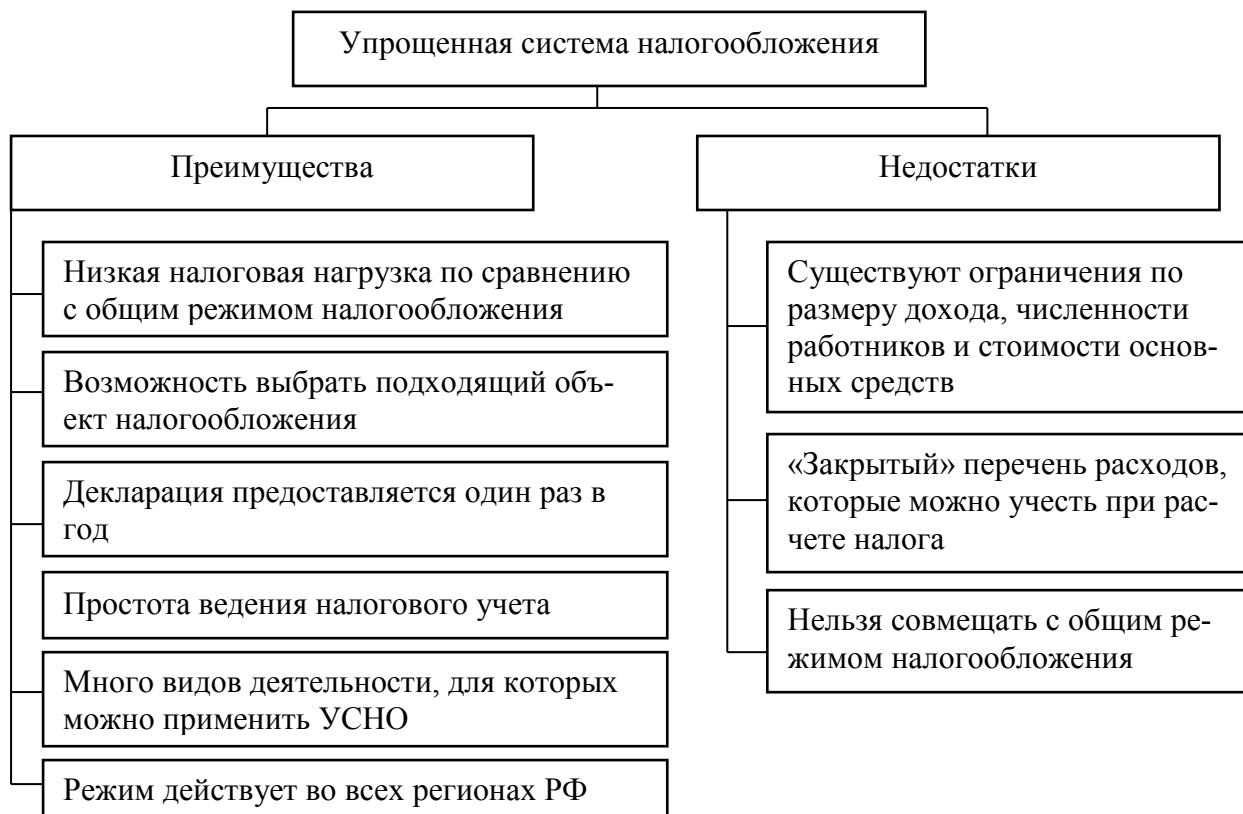 Упрощенная система налогообложения
Преимущества
Низкая налоговая нагрузка по сравнению
с общим режимом налогообложения
Возможность выбрать подходящий объ-
ект налогообложения
Декларация предоставляется один раз в
год
Простота ведения налогового учета
Много видов деятельности, для которых
можно применить УСНО
Режим действует во всех регионах РФ
Недостатки
Существуют ограничения по
размеру дохода, численности
работников и стоимости основ-
ных средств
«Закрытый» перечень расходов,
которые можно учесть при рас-
чете налога
Нельзя совмещать с общим ре-
жимом налогообложения